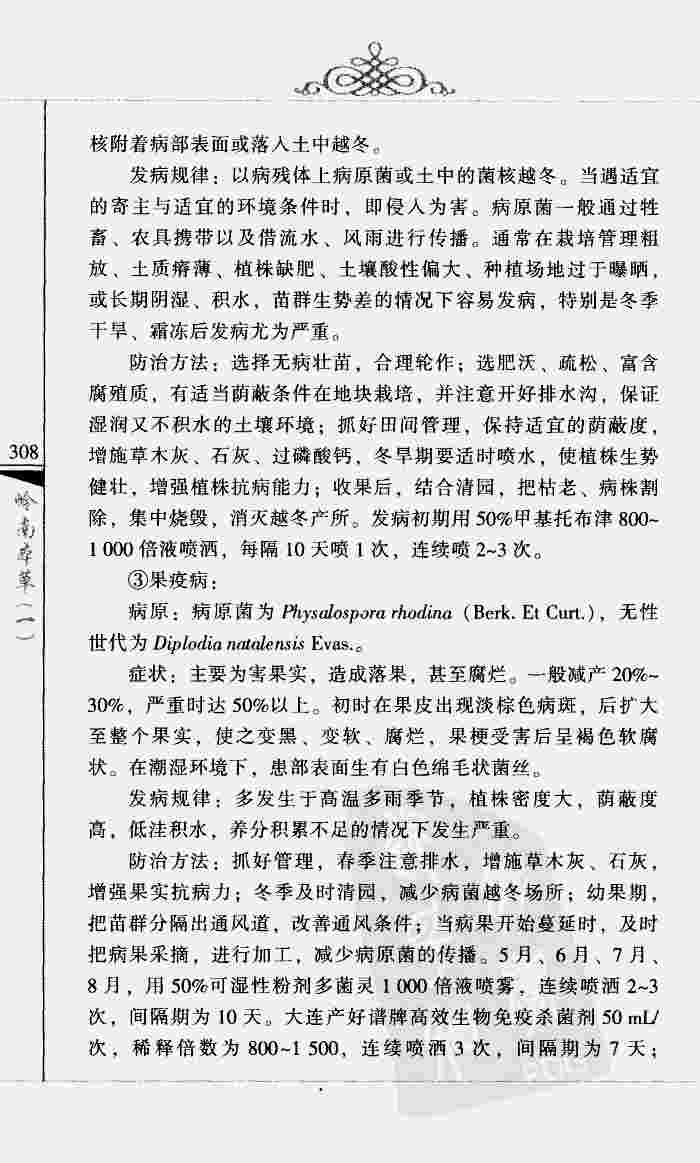 核附着病部表面或落入土中越冬。
发病规律：以病残体上病原菌或土中的菌核越冬。当遇适宜
的寄主与适宜的环境条件时，即侵入为害。病原菌一般通过牲
畜、农具携带以及借流水、风雨进行传播。通常在栽培管理粗
放、土质瘠薄、植株缺肥、土壤酸性偏大、种植场地过于曝晒，
或长期阴湿、积水，苗群生势差的情况下容易发病，特别是冬季
干旱、霜冻后发病尤为严重。
防治方法：选择无病壮苗，合理轮作；选肥沃、疏松、富含
腐殖质，有适当荫蔽条件在地块栽培，并注意开好排水沟，保证
湿润又不积水的土壤环境；抓好田间管理，保持适宜的荫蔽度，
增施草木灰、石灰、过磷酸钙，冬旱期要适时喷水，使植株生势
健壮，增强植株抗病能力；收果后，结合清园，把枯老、病株割
除，集中烧毁，消灭越冬产所。发病初期用50%甲基托布津800~
1 000倍液喷洒，每隔10天喷1次，连续喷2~3次。
③果疫病：
病原：病原菌为 Physalospora rhodina（Berk. Et Curt.），无性
世代为 Diplodia natalensis Evas.。
症状：主要为害果实，造成落果，甚至腐烂。一般减产20%~
30%，严重时达50%以上。初时在果皮出现淡棕色病斑，后扩大
至整个果实，使之变黑、变软、腐烂，果梗受害后呈褐色软腐
状。在潮湿环境下，患部表面生有白色绵毛状菌丝。
发病规律：多发生于高温多雨季节，植株密度大，荫蔽度
高，低洼积水，养分积累不足的情况下发生严重。
防治方法：抓好管理，春季注意排水，增施草木灰、石灰，
增强果实抗病力；冬季及时清园，减少病菌越冬场所；幼果期，
把苗群分隔出通风道，改善通风条件；当病果开始蔓延时，及时
把病果采摘，进行加工，减少病原菌的传播。5月、6月、7月、
8月，用50%可湿性粉剂多菌灵1 000倍液喷雾，连续喷洒2~3
次，间隔期为10天。大连产好谱牌高效生物免疫杀菌剂50 mL/
次，稀释倍数为800~1 500，连续喷洒3次，间隔期为7天；
308
岭南本草（一）